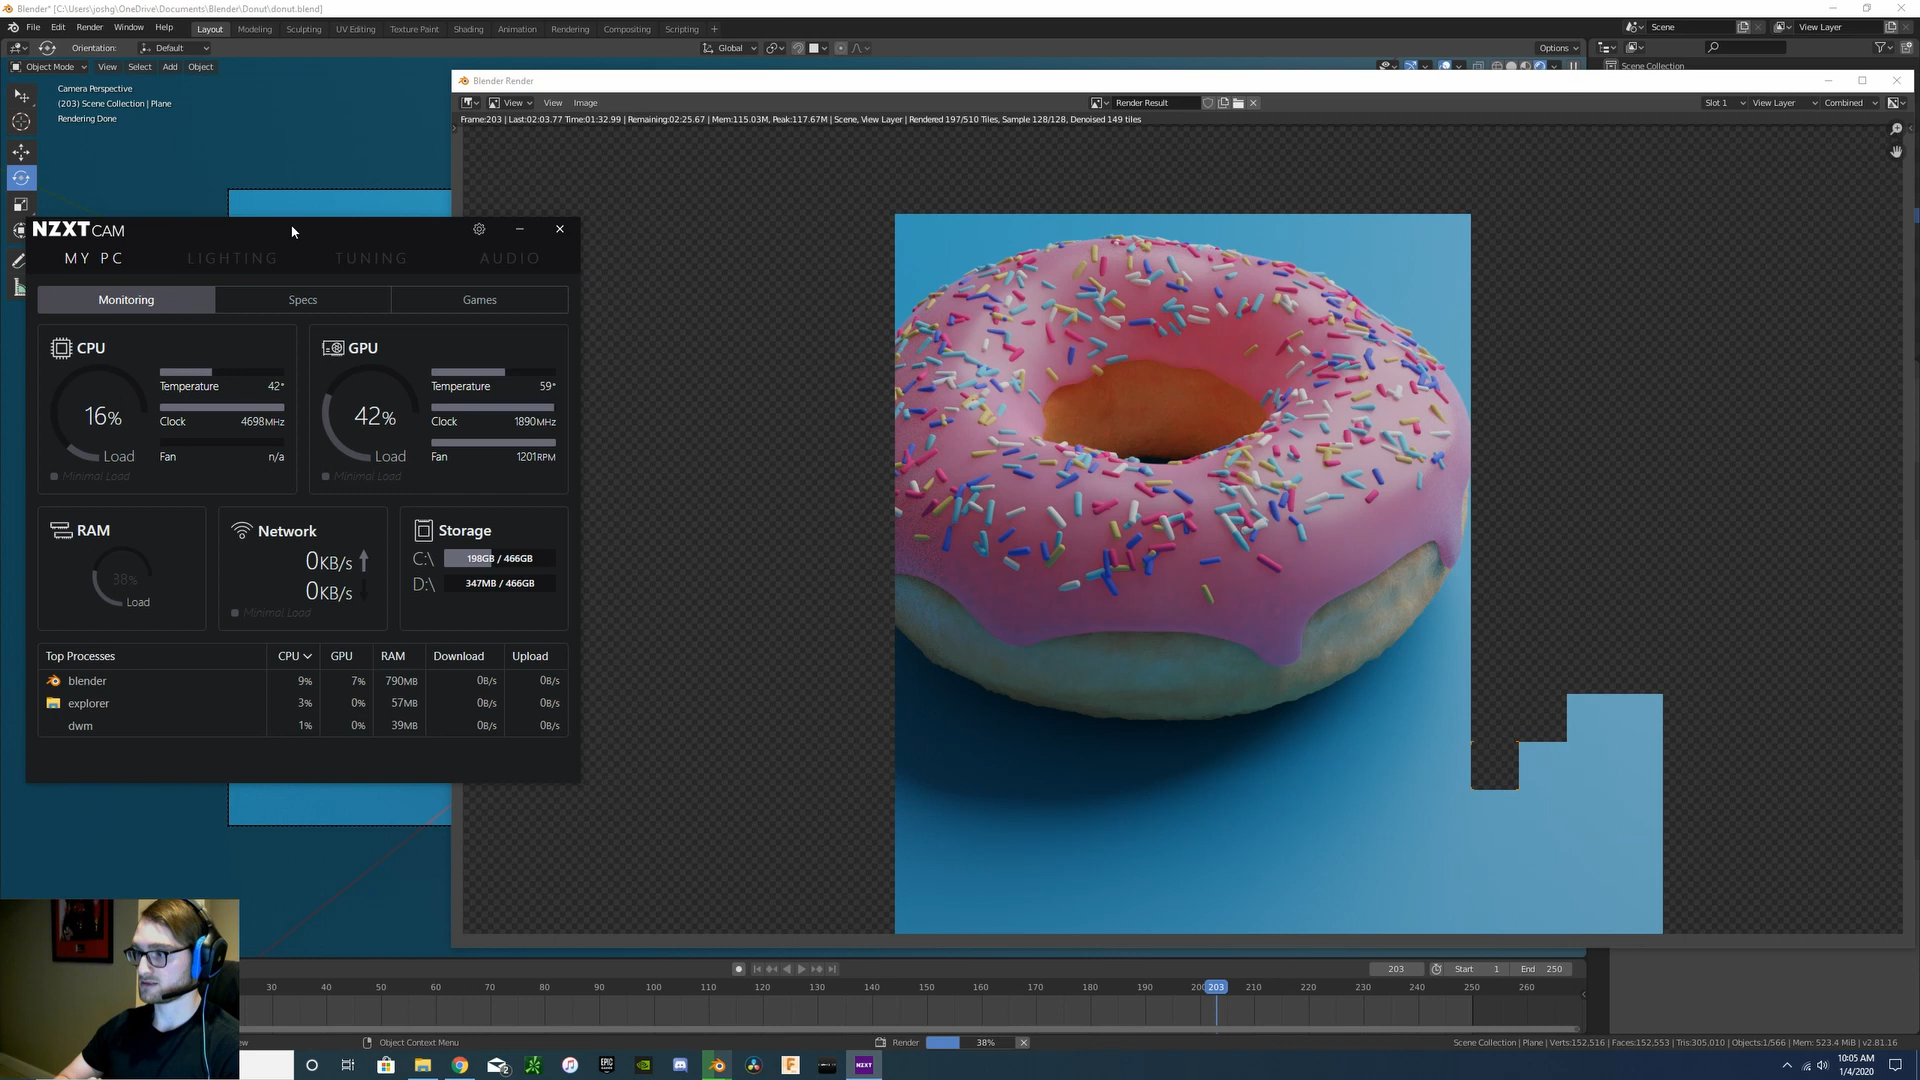 Blender* [C:\Users\joshg\OneDrive\Documents\Blender\Donut\donut.blend]
File Edit Render Window Help Layout Modeling Sculpting UV Editing Texture Paint Shading Animation Rendering Compositing Scripting + Scene View Layer
Orientation: Default Global Options
Object Mode View Select Add Object Scene Collection
Camera Perspective
(203) Scene Collection | Plane
Rendering Done
Blender Render
View View Image Render Result Slot 1 View Layer Combined
Frame:203 | Last:02:03.77 Time:01:32.99 | Remaining:02:25.67 | Mem:115.03M, Peak:117.67M | Scene, View Layer | Rendered 197/510 Tiles, Sample 128/128, Denoised 149 tiles
NZXT CAM
MY PC LIGHTING TUNING AUDIO
Monitoring Specs Games
CPU
16%
Load
Temperature 42°
Clock 4698MHz
Fan n/a
Minimal Load
GPU
42%
Load
Temperature 59°
Clock 1890MHz
Fan 1201RPM
Minimal Load
RAM
38%
Load
Network
0KB/s
0KB/s
Minimal Load
Storage
C:\ 198GB / 466GB
D:\ 347MB / 466GB
Top Processes CPU GPU RAM Download Upload
blender 9% 7% 790MB 0B/s 0B/s
explorer 3% 0% 57MB 0B/s 0B/s
dwm 1% 0% 39MB 0B/s 0B/s
203 Start 1 End 250
30 40 50 60 70 80 90 100 110 120 130 140 150 160 170 180 190 203 210 220 230 240 250 260
Object Context Menu Render 38% Scene Collection | Plane | Verts:152,516 | Faces:152,553 | Tris:305,010 | Objects:1/566 | Mem: 523.4 MiB | v2.81.16
2
EPIC GAMES
F
NZXT
10:05 AM
1/4/2020